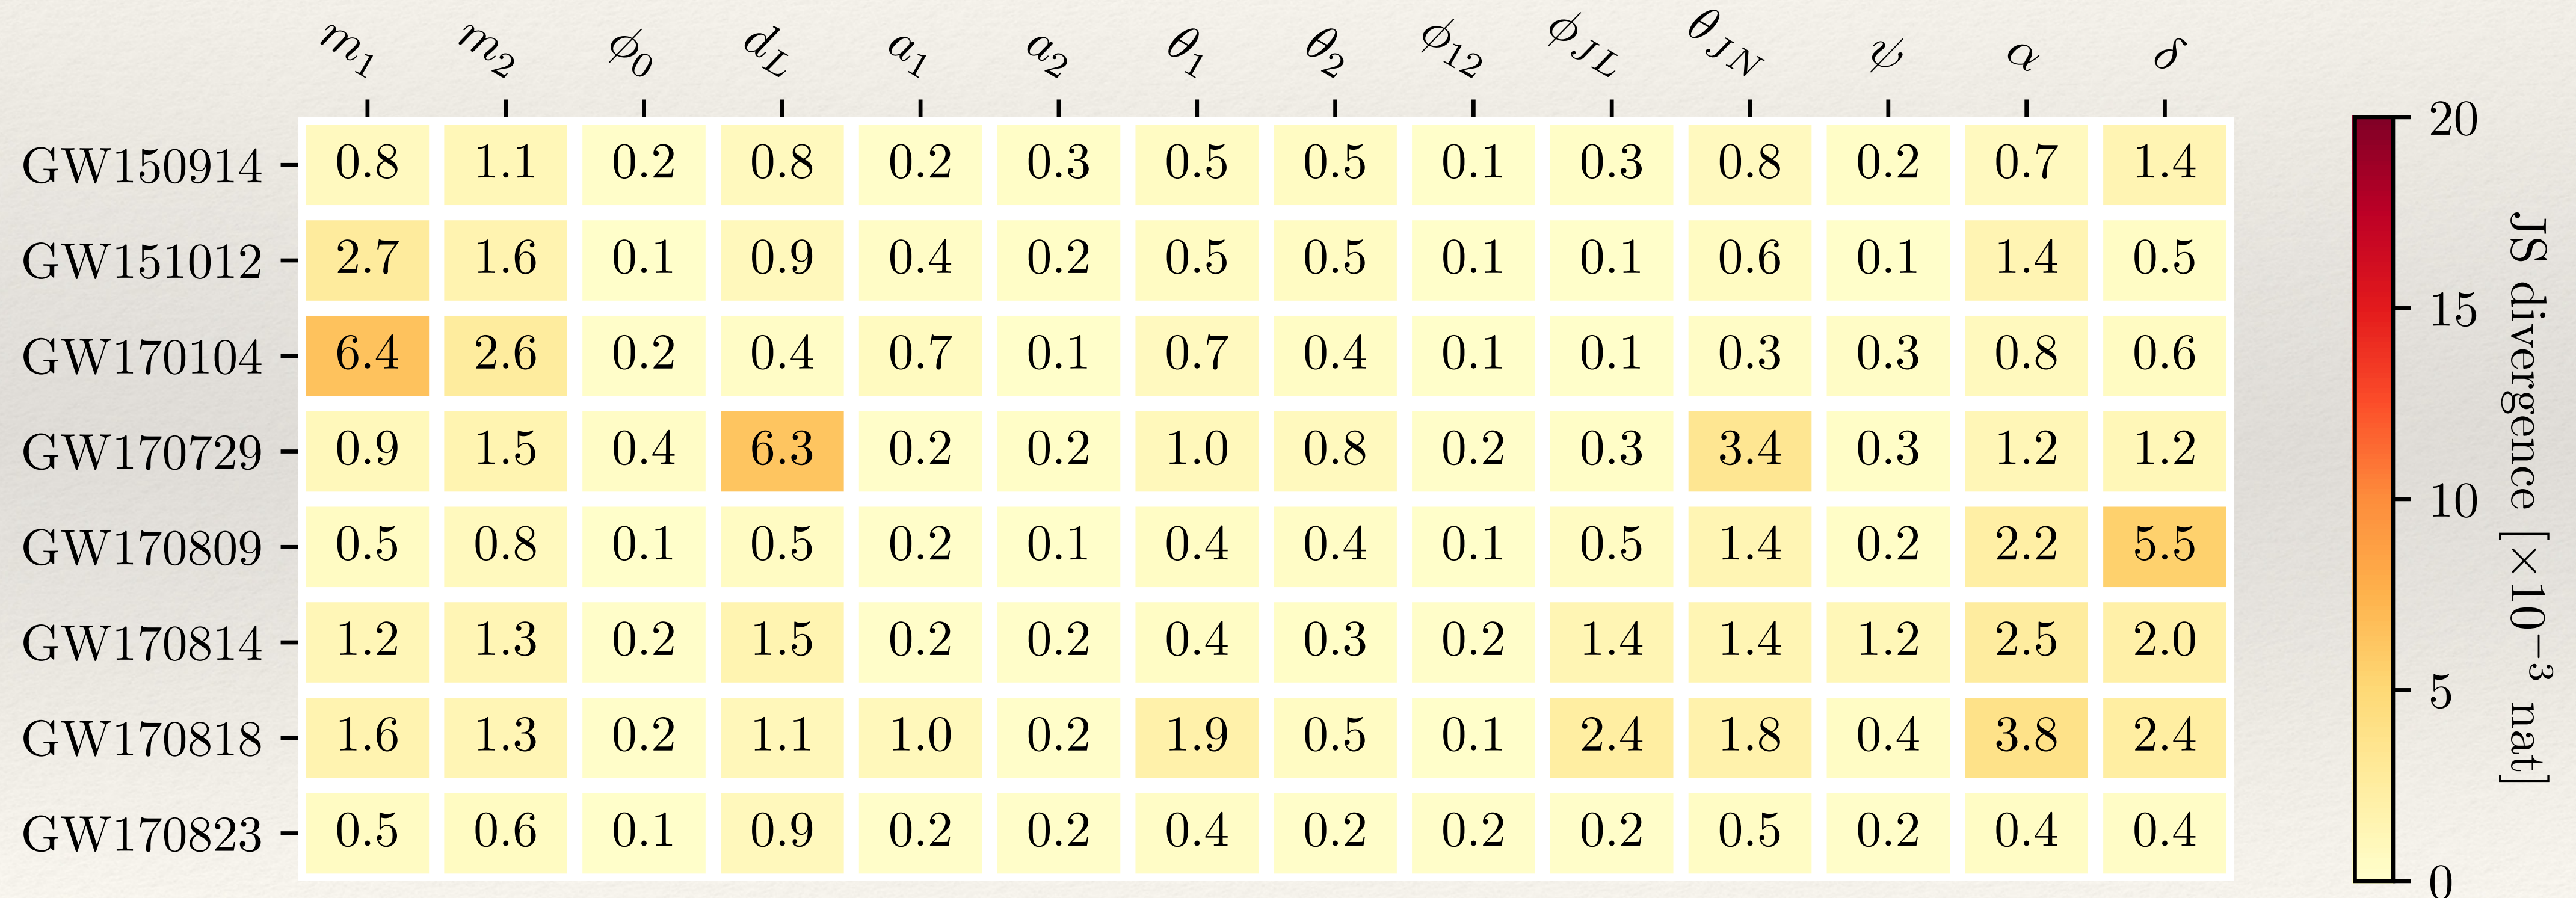 m₁ m₂ ϕ₀ d_L a₁ a₂ θ₁ θ₂ ϕ₁₂ ϕ_JL θ_JN ψ α δ
GW150914 0.8 1.1 0.2 0.8 0.2 0.3 0.5 0.5 0.1 0.3 0.8 0.2 0.7 1.4
GW151012 2.7 1.6 0.1 0.9 0.4 0.2 0.5 0.5 0.1 0.1 0.6 0.1 1.4 0.5
GW170104 6.4 2.6 0.2 0.4 0.7 0.1 0.7 0.4 0.1 0.1 0.3 0.3 0.8 0.6
GW170729 0.9 1.5 0.4 6.3 0.2 0.2 1.0 0.8 0.2 0.3 3.4 0.3 1.2 1.2
GW170809 0.5 0.8 0.1 0.5 0.2 0.1 0.4 0.4 0.1 0.5 1.4 0.2 2.2 5.5
GW170814 1.2 1.3 0.2 1.5 0.2 0.2 0.4 0.3 0.2 1.4 1.4 1.2 2.5 2.0
GW170818 1.6 1.3 0.2 1.1 1.0 0.2 1.9 0.5 0.1 2.4 1.8 0.4 3.8 2.4
GW170823 0.5 0.6 0.1 0.9 0.2 0.2 0.4 0.2 0.2 0.2 0.5 0.2 0.4 0.4
20
15
10
5
0
JS divergence [×10⁻³ nat]